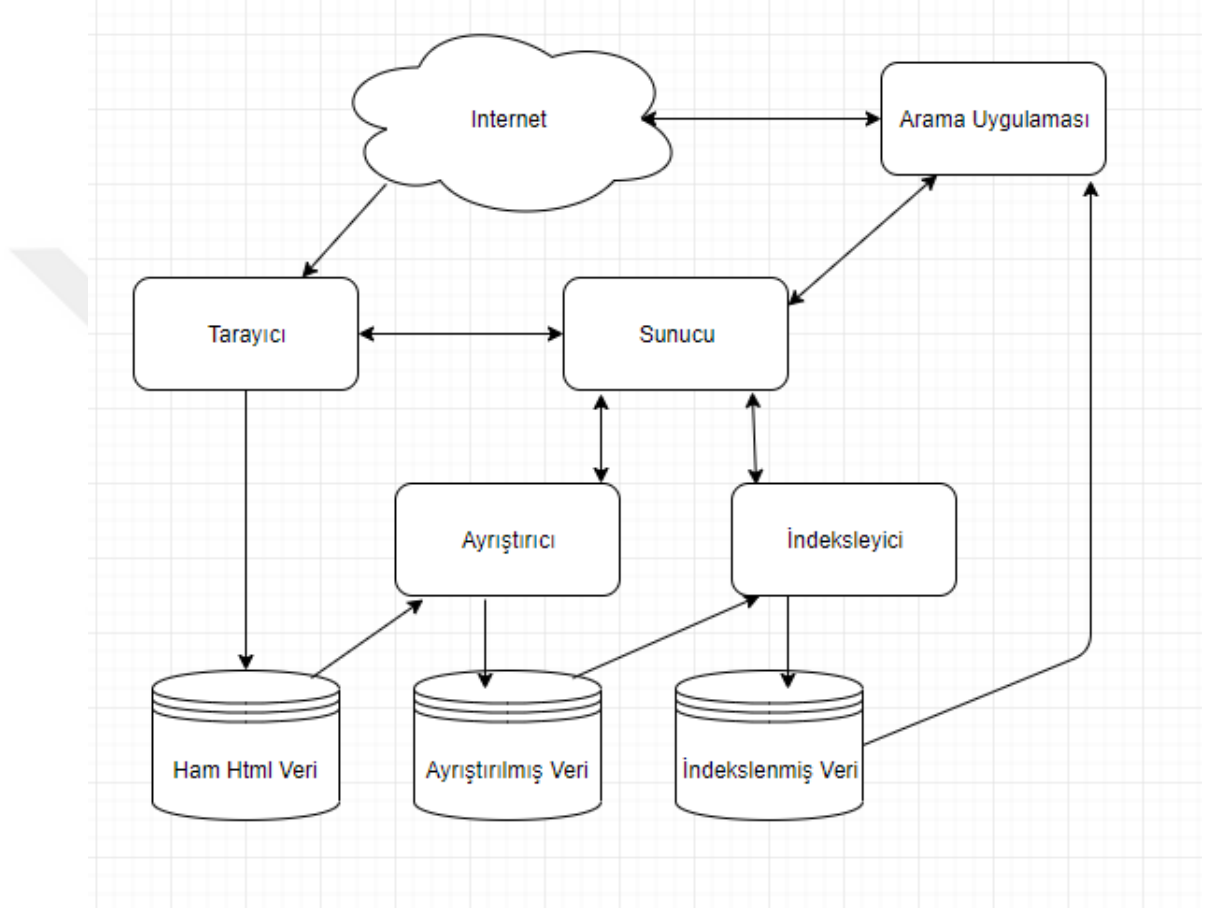 Internet
Arama Uygulaması
Tarayıcı
Sunucu
Ayrıştırıcı
İndeksleyici
Ham Html Veri
Ayrıştırılmış Veri
İndekslenmiş Veri